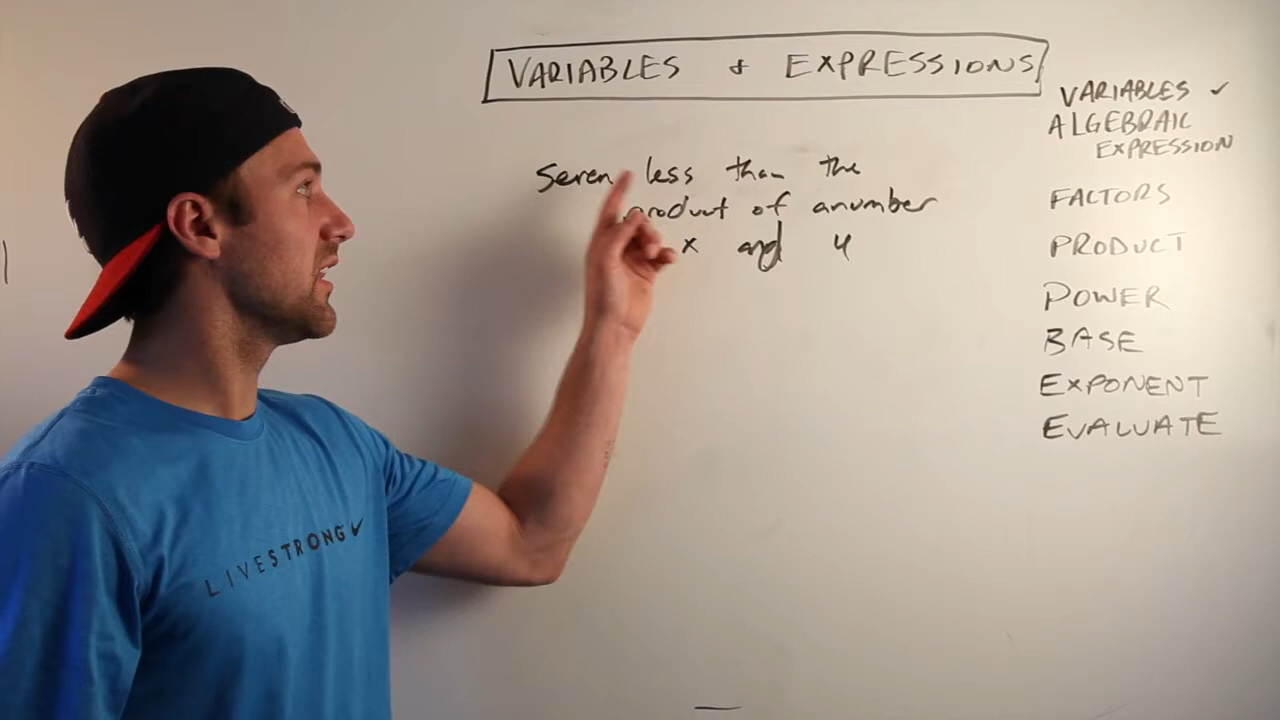 VARIABLES & EXPRESSIONS
Seven less than the
product of a number
x and 4
VARIABLES ✓
ALGEBRAIC
EXPRESSION
FACTORS
PRODUCT
POWER
BASE
EXPONENT
EVALUATE
LIVESTRONG